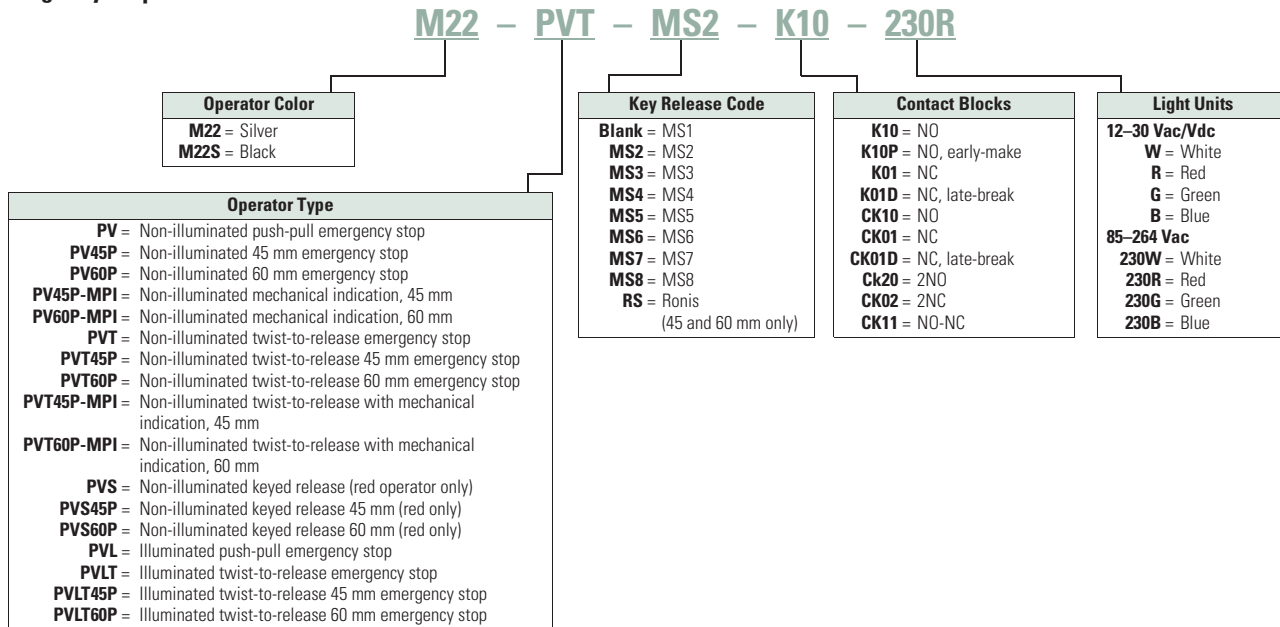 M22 – PVT – MS2 – K10 – 230R
Operator Color
M22 = Silver
M22S = Black
Operator Type
PV = Non-illuminated push-pull emergency stop
PV45P = Non-illuminated 45 mm emergency stop
PV60P = Non-illuminated 60 mm emergency stop
PV45P-MPI = Non-illuminated mechanical indication, 45 mm
PV60P-MPI = Non-illuminated mechanical indication, 60 mm
PVT = Non-illuminated twist-to-release emergency stop
PVT45P = Non-illuminated twist-to-release 45 mm emergency stop
PVT60P = Non-illuminated twist-to-release 60 mm emergency stop
PVT45P-MPI = Non-illuminated twist-to-release with mechanical
indication, 45 mm
PVT60P-MPI = Non-illuminated twist-to-release with mechanical
indication, 60 mm
PVS = Non-illuminated keyed release (red operator only)
PVS45P = Non-illuminated keyed release 45 mm (red only)
PVS60P = Non-illuminated keyed release 60 mm (red only)
PVL = Illuminated push-pull emergency stop
PVLT = Illuminated twist-to-release emergency stop
PVLT45P = Illuminated twist-to-release 45 mm emergency stop
PVLT60P = Illuminated twist-to-release 60 mm emergency stop
Key Release Code
Blank = MS1
MS2 = MS2
MS3 = MS3
MS4 = MS4
MS5 = MS5
MS6 = MS6
MS7 = MS7
MS8 = MS8
RS = Ronis
(45 and 60 mm only)
Contact Blocks
K10 = NO
K10P = NO, early-make
K01 = NC
K01D = NC, late-break
CK10 = NO
CK01 = NC
CK01D = NC, late-break
Ck20 = 2NO
CK02 = 2NC
CK11 = NO-NC
Light Units
12–30 Vac/Vdc
W = White
R = Red
G = Green
B = Blue
85–264 Vac
230W = White
230R = Red
230G = Green
230B = Blue